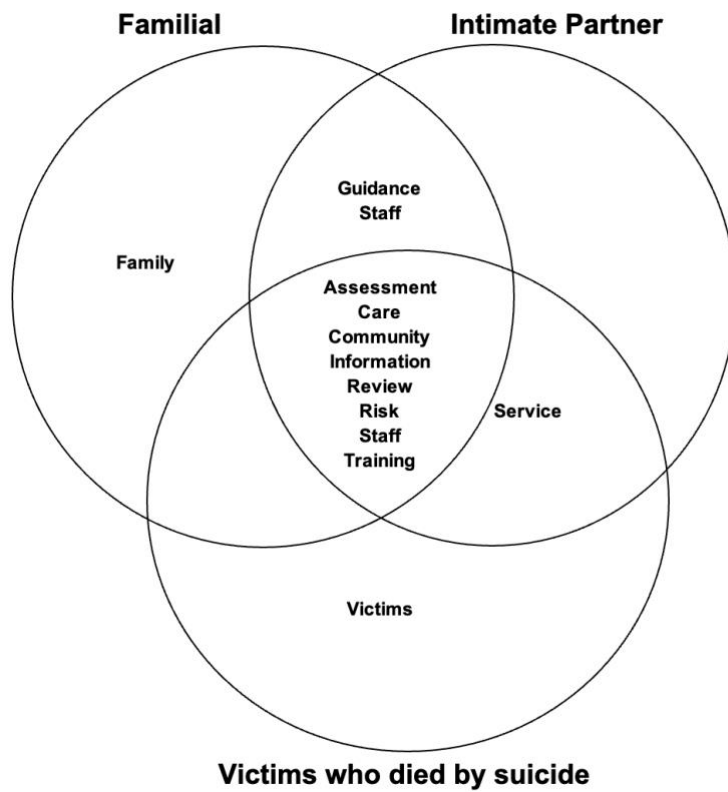 Familial
Intimate Partner
Guidance
Staff
Family
Assessment
Care
Community
Information
Review
Risk
Staff
Training
Service
Victims
Victims who died by suicide